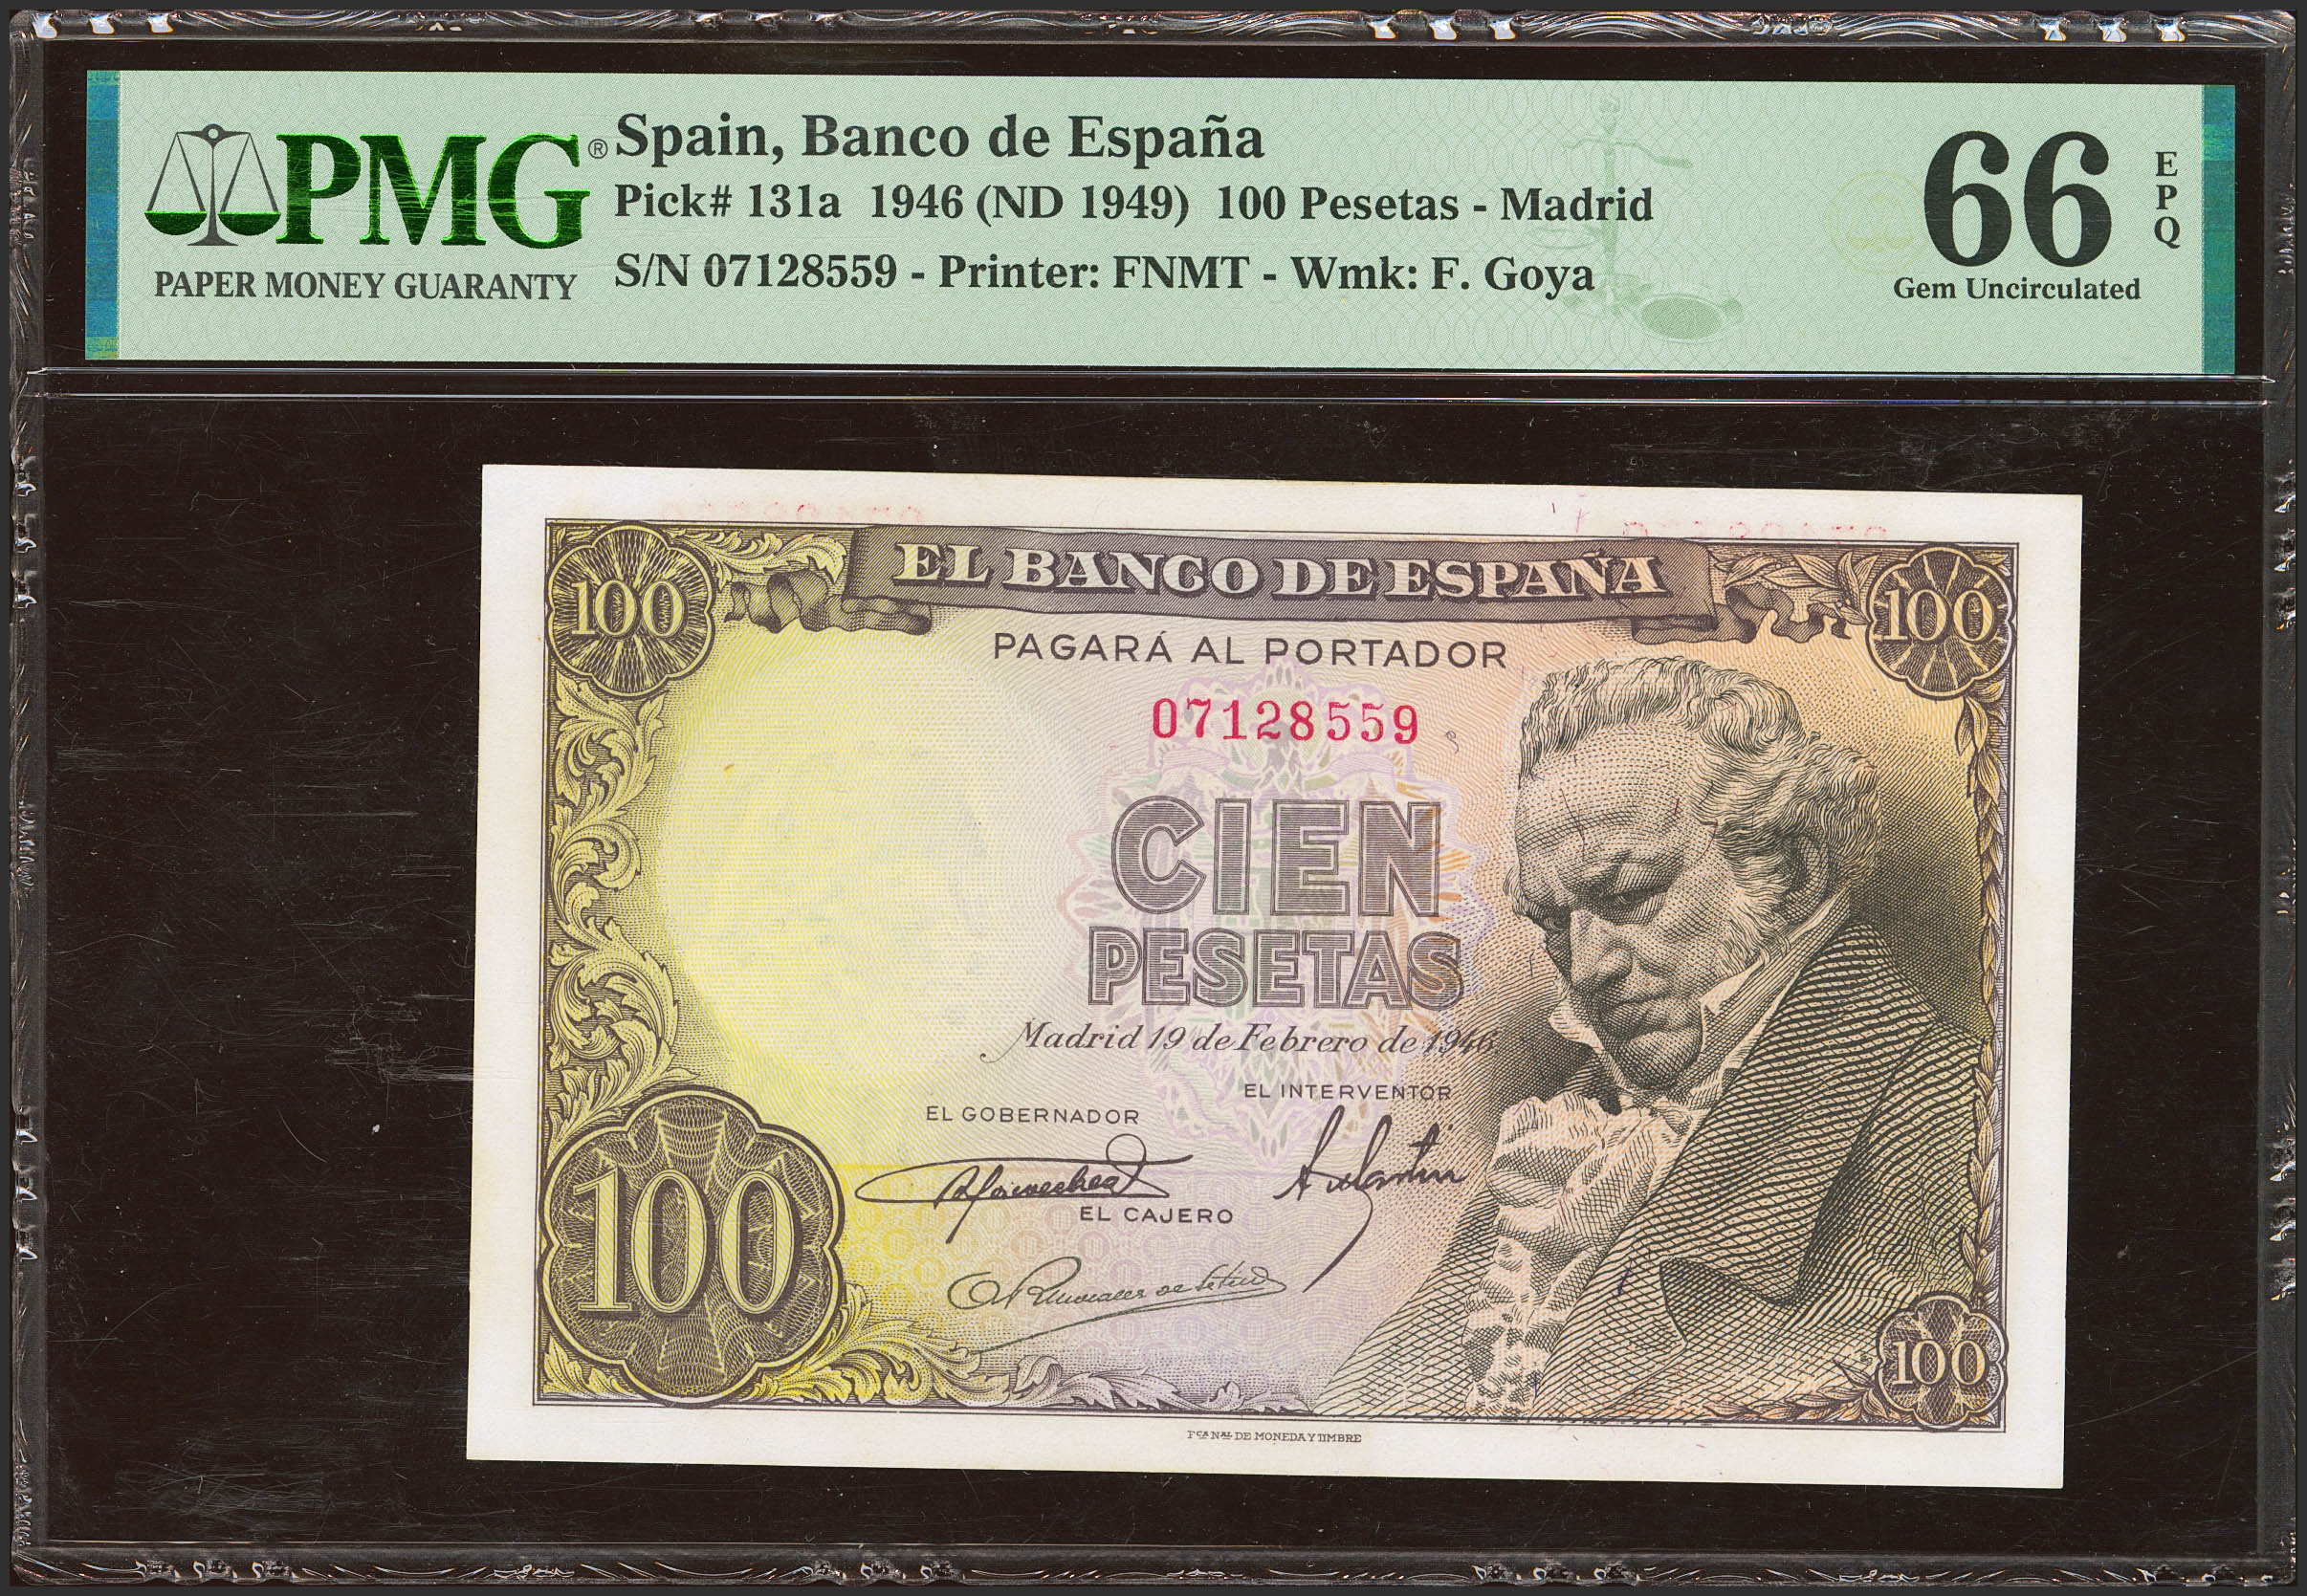 PMG®
PAPER MONEY GUARANTY
Spain, Banco de España
Pick# 131a 1946 (ND 1949) 100 Pesetas - Madrid
S/N 07128559 - Printer: FNMT - Wmk: F. Goya
66
EPQ
Gem Uncirculated
100
EL BANCO DE ESPAÑA
100
PAGARÁ AL PORTADOR
07128559
CIEN
PESETAS
Madrid 19 de Febrero de 1946
EL INTERVENTOR
EL GOBERNADOR
EL CAJERO
100
100
Fca. Nal. DE MONEDA Y TIMBRE